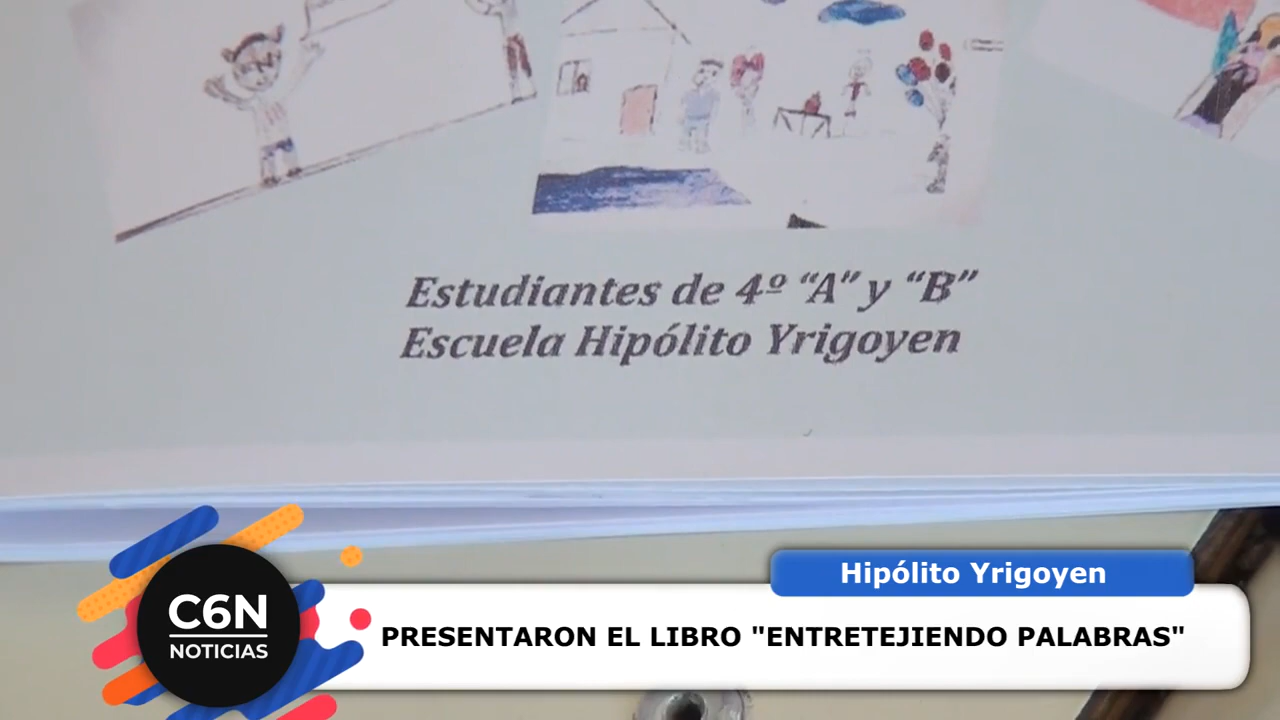 Estudiantes de 4º “A” y “B”
Escuela Hipólito Yrigoyen
Hipólito Yrigoyen
C6N
NOTICIAS
PRESENTARON EL LIBRO "ENTRETEJIENDO PALABRAS"